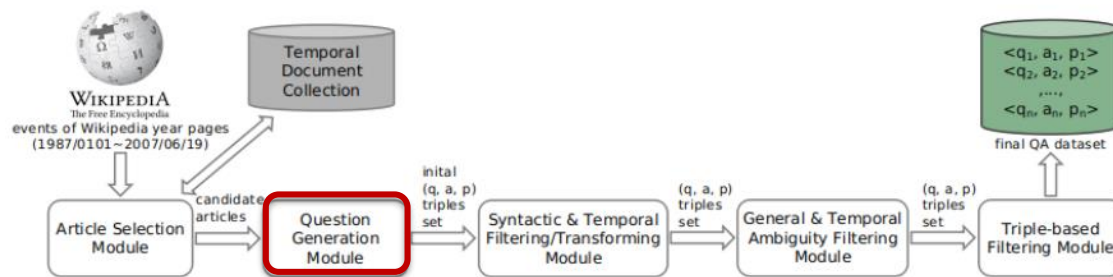 WIKIPEDIA
The Free Encyclopedia
events of Wikipedia year pages
(1987/0101~2007/06/19)
Temporal
Document
Collection
<q1, a1, p1>
<q2, a2, p2>
,...,
<qn, an, pn>
final QA dataset
candidate
articles
inital
(q, a, p)
triples
set
(q, a, p)
triples
set
(q, a, p)
triples
set
Article Selection
Module
Question
Generation
Module
Syntactic & Temporal
Filtering/Transforming
Module
General & Temporal
Ambiguity Filtering
Module
Triple-based
Filtering Module